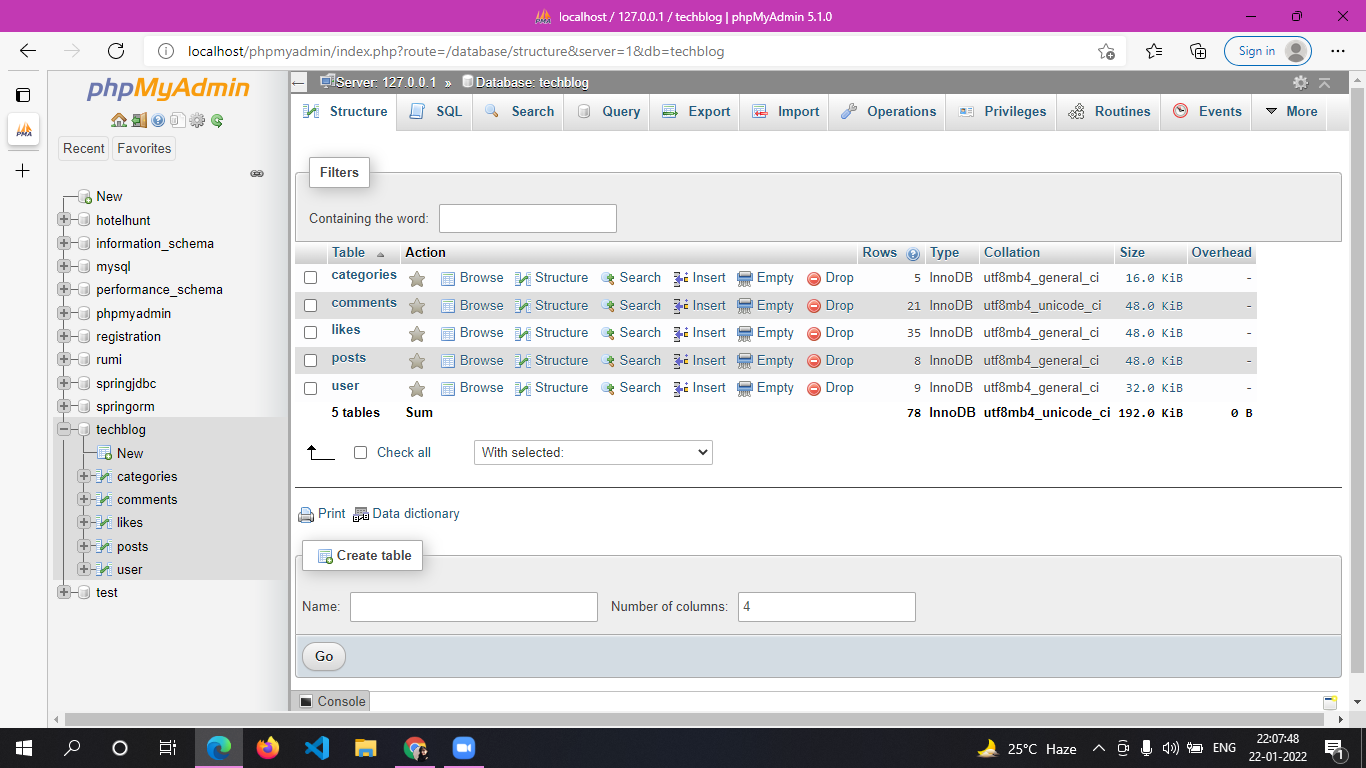 localhost / 127.0.0.1 / techblog | phpMyAdmin 5.1.0
localhost/phpmyadmin/index.php?route=/database/structure&server=1&db=techblog
Sign in
PMA
phpMyAdmin
Recent Favorites
New
hotelhunt
information_schema
mysql
performance_schema
phpmyadmin
registration
rumi
springjdbc
springorm
techblog
New
categories
comments
likes
posts
user
test
Server: 127.0.0.1 » Database: techblog
Structure SQL Search Query Export Import Operations Privileges Routines Events More
Filters
Containing the word:
Table Action Rows Type Collation Size Overhead
categories Browse Structure Search Insert Empty Drop 5 InnoDB utf8mb4_general_ci 16.0 KiB -
comments Browse Structure Search Insert Empty Drop 21 InnoDB utf8mb4_unicode_ci 48.0 KiB -
likes Browse Structure Search Insert Empty Drop 35 InnoDB utf8mb4_general_ci 48.0 KiB -
posts Browse Structure Search Insert Empty Drop 8 InnoDB utf8mb4_general_ci 48.0 KiB -
user Browse Structure Search Insert Empty Drop 9 InnoDB utf8mb4_general_ci 32.0 KiB -
5 tables Sum 78 InnoDB utf8mb4_unicode_ci 192.0 KiB 0 B
Check all With selected:
Print Data dictionary
Create table
Name: Number of columns: 4
Go
Console
25°C Haze ENG 22:07:48
22-01-2022
1